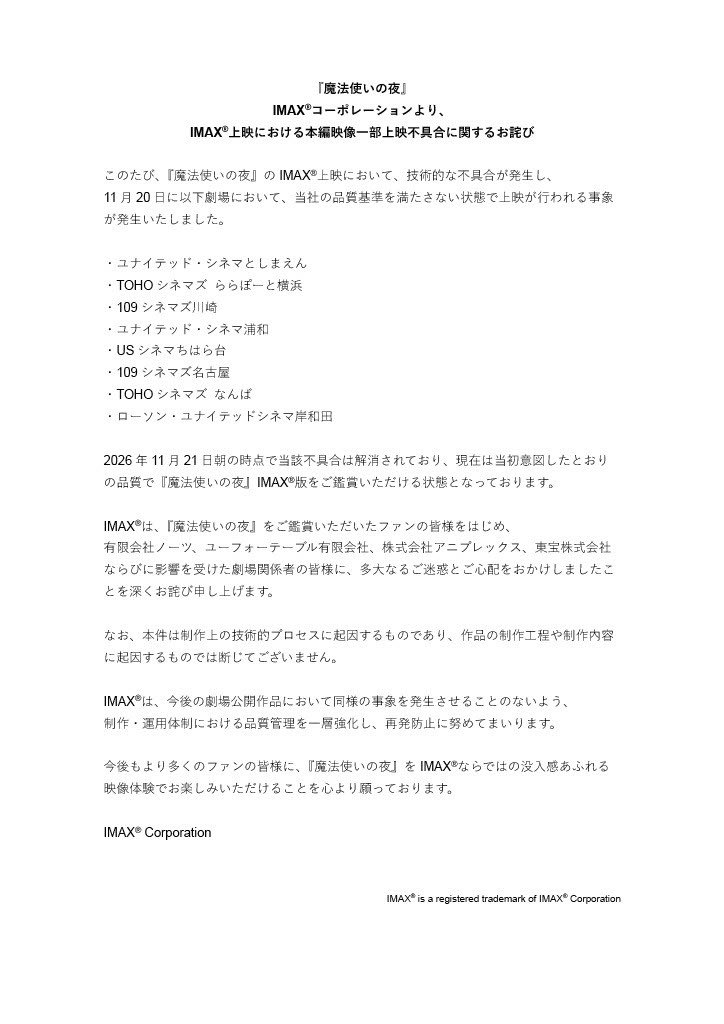 『魔法使いの夜』
IMAX®コーポレーションより、
IMAX®上映における本編映像一部上映不具合に関するお詫び
このたび、『魔法使いの夜』の IMAX®上映において、技術的な不具合が発生し、
11 月 20 日に以下劇場において、当社の品質基準を満たさない状態で上映が行われる事象
が発生いたしました。
・ユナイテッド・シネマとしまえん
・TOHO シネマズ ららぽーと横浜
・109 シネマズ川崎
・ユナイテッド・シネマ浦和
・US シネマちはら台
・109 シネマズ名古屋
・TOHO シネマズ なんば
・ローソン・ユナイテッドシネマ岸和田
2026 年 11 月 21 日朝の時点で当該不具合は解消されており、現在は当初意図したとおり
の品質で『魔法使いの夜』IMAX®版をご鑑賞いただける状態となっております。
IMAX®は、『魔法使いの夜』をご鑑賞いただいたファンの皆様をはじめ、
有限会社ノーツ、ユーフォーテーブル有限会社、株式会社アニプレックス、東宝株式会社
ならびに影響を受けた劇場関係者の皆様に、多大なるご迷惑とご心配をおかけしましたこ
とを深くお詫び申し上げます。
なお、本件は制作上の技術的プロセスに起因するものであり、作品の制作工程や制作内容
に起因するものでは断じてございません。
IMAX®は、今後の劇場公開作品において同様の事象を発生させることのないよう、
制作・運用体制における品質管理を一層強化し、再発防止に努めてまいります。
今後もより多くのファンの皆様に、『魔法使いの夜』を IMAX®ならではの没入感あふれる
映像体験でお楽しみいただけることを心より願っております。
IMAX® Corporation
IMAX® is a registered trademark of IMAX® Corporation